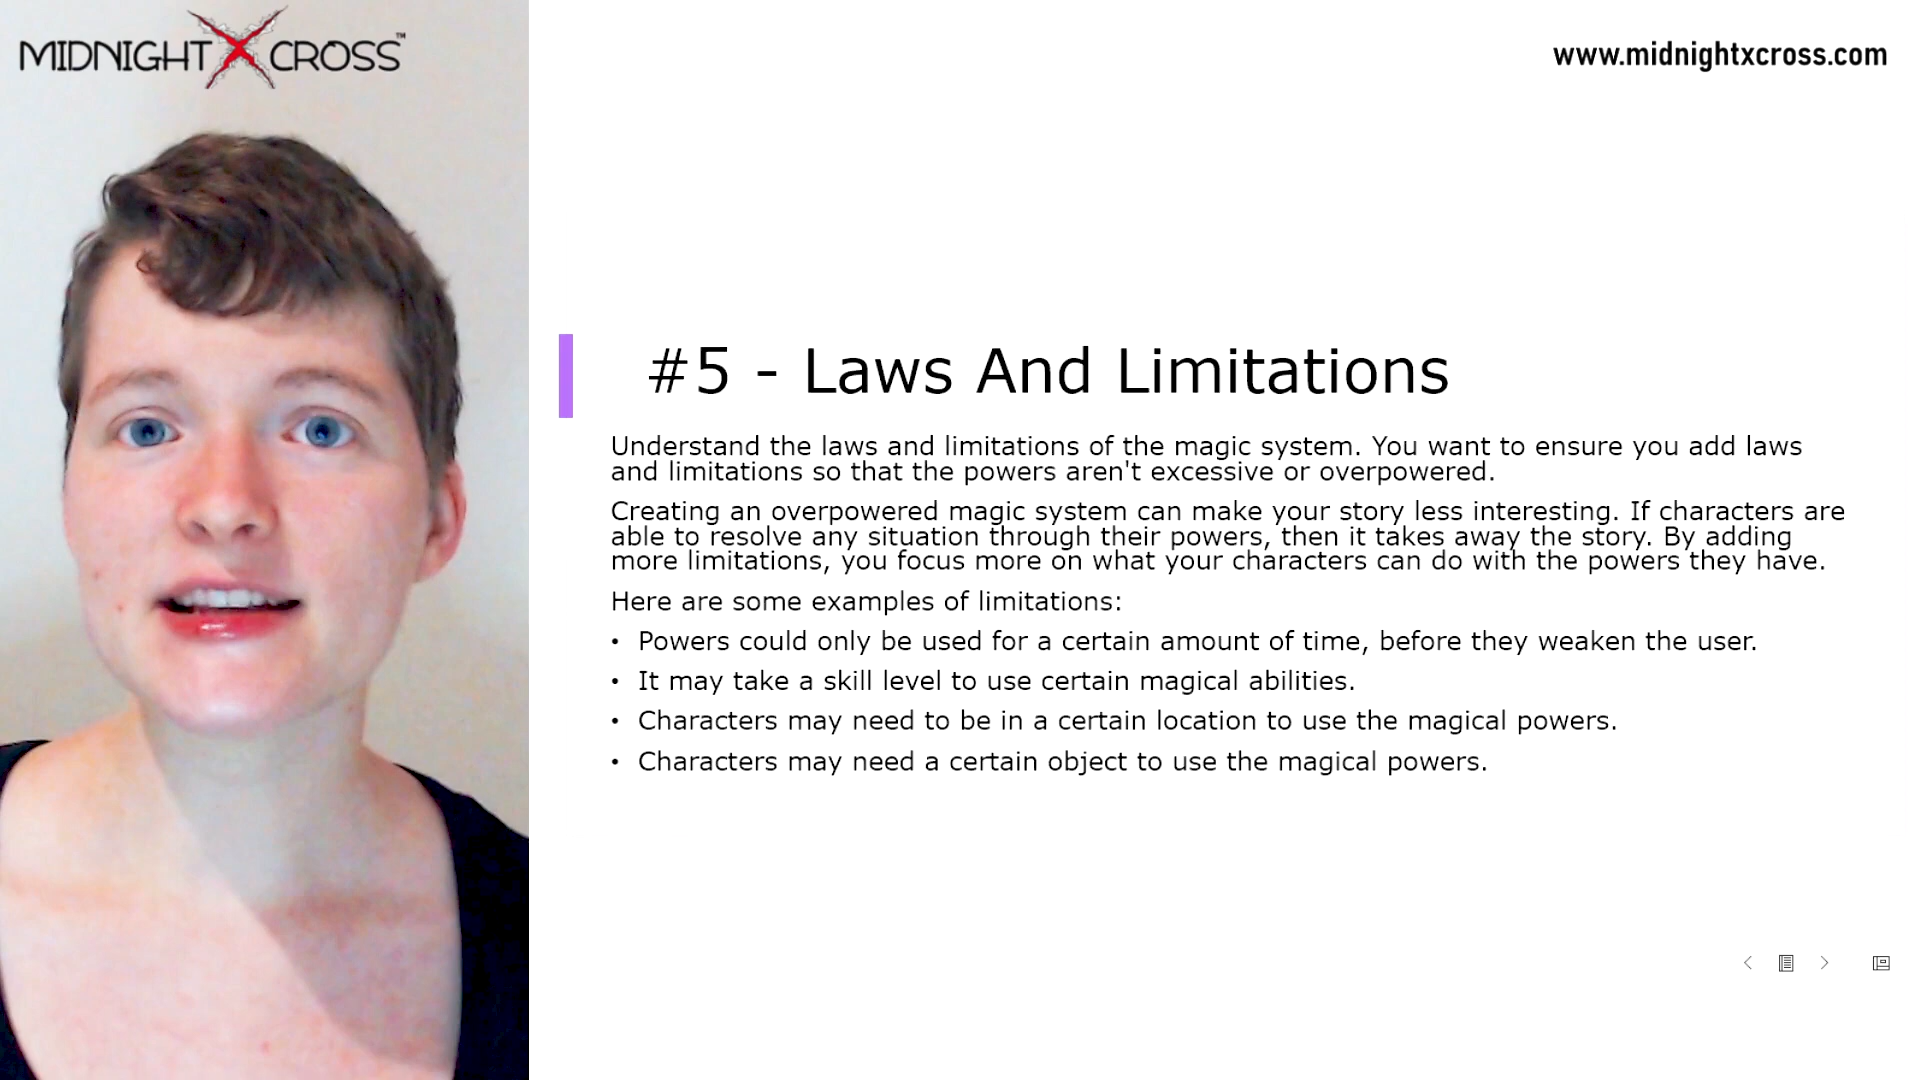 MIDNIGHT X CROSS™
www.midnightxcross.com
#5 - Laws And Limitations
Understand the laws and limitations of the magic system. You want to ensure you add laws
and limitations so that the powers aren't excessive or overpowered.
Creating an overpowered magic system can make your story less interesting. If characters are
able to resolve any situation through their powers, then it takes away the story. By adding
more limitations, you focus more on what your characters can do with the powers they have.
Here are some examples of limitations:
• Powers could only be used for a certain amount of time, before they weaken the user.
• It may take a skill level to use certain magical abilities.
• Characters may need to be in a certain location to use the magical powers.
• Characters may need a certain object to use the magical powers.